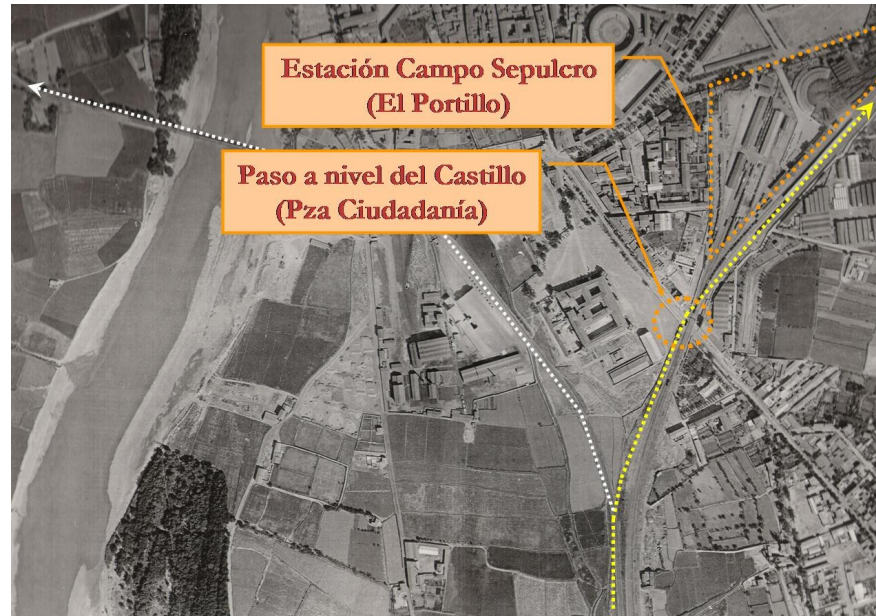 Estación Campo Sepulcro
(El Portillo)
Paso a nivel del Castillo
(Pza Ciudadanía)